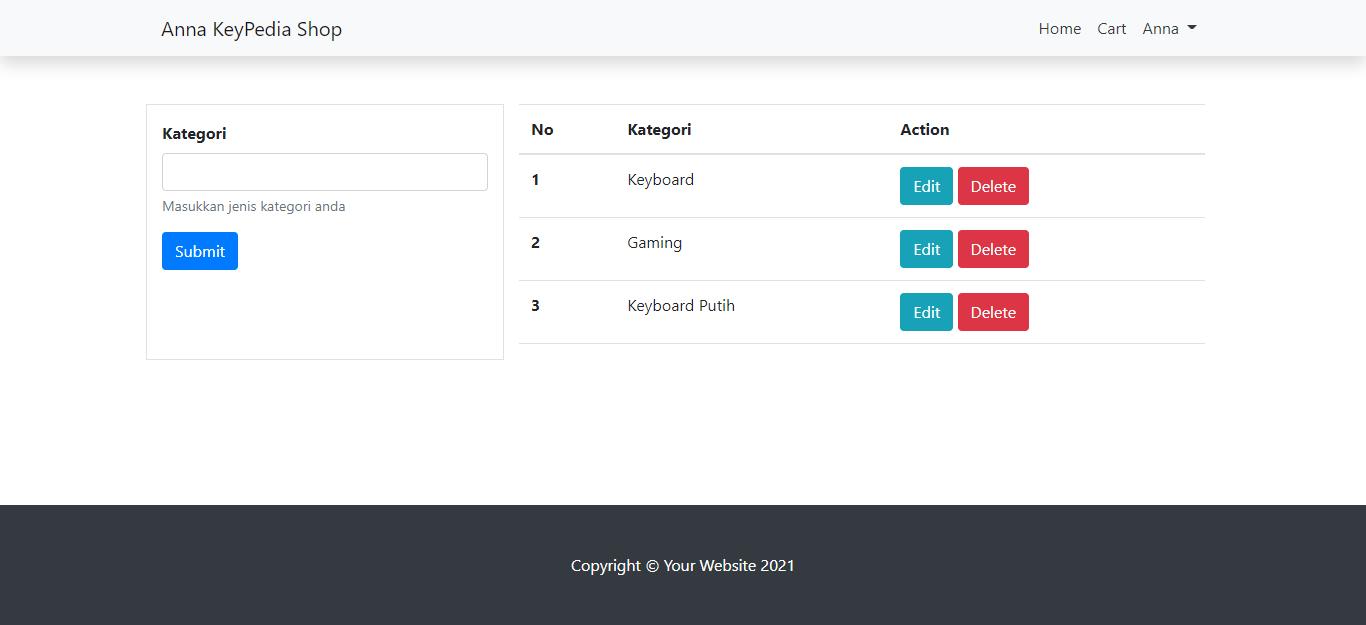 Anna KeyPedia Shop Home Cart Anna
Kategori
Masukkan jenis kategori anda
Submit
No Kategori Action
1 Keyboard Edit Delete
2 Gaming Edit Delete
3 Keyboard Putih Edit Delete
Copyright © Your Website 2021